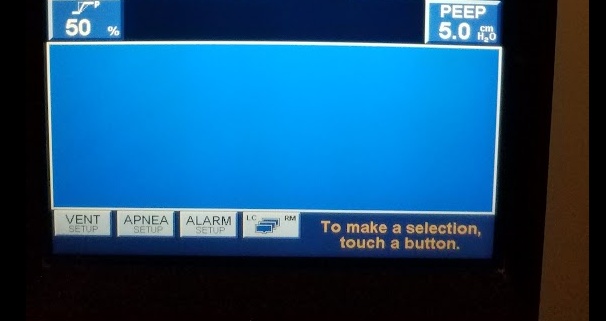 P
50 %
PEEP
5.0 cm H₂O
VENT SETUP
APNEA SETUP
ALARM SETUP
LC RM
To make a selection,
touch a button.